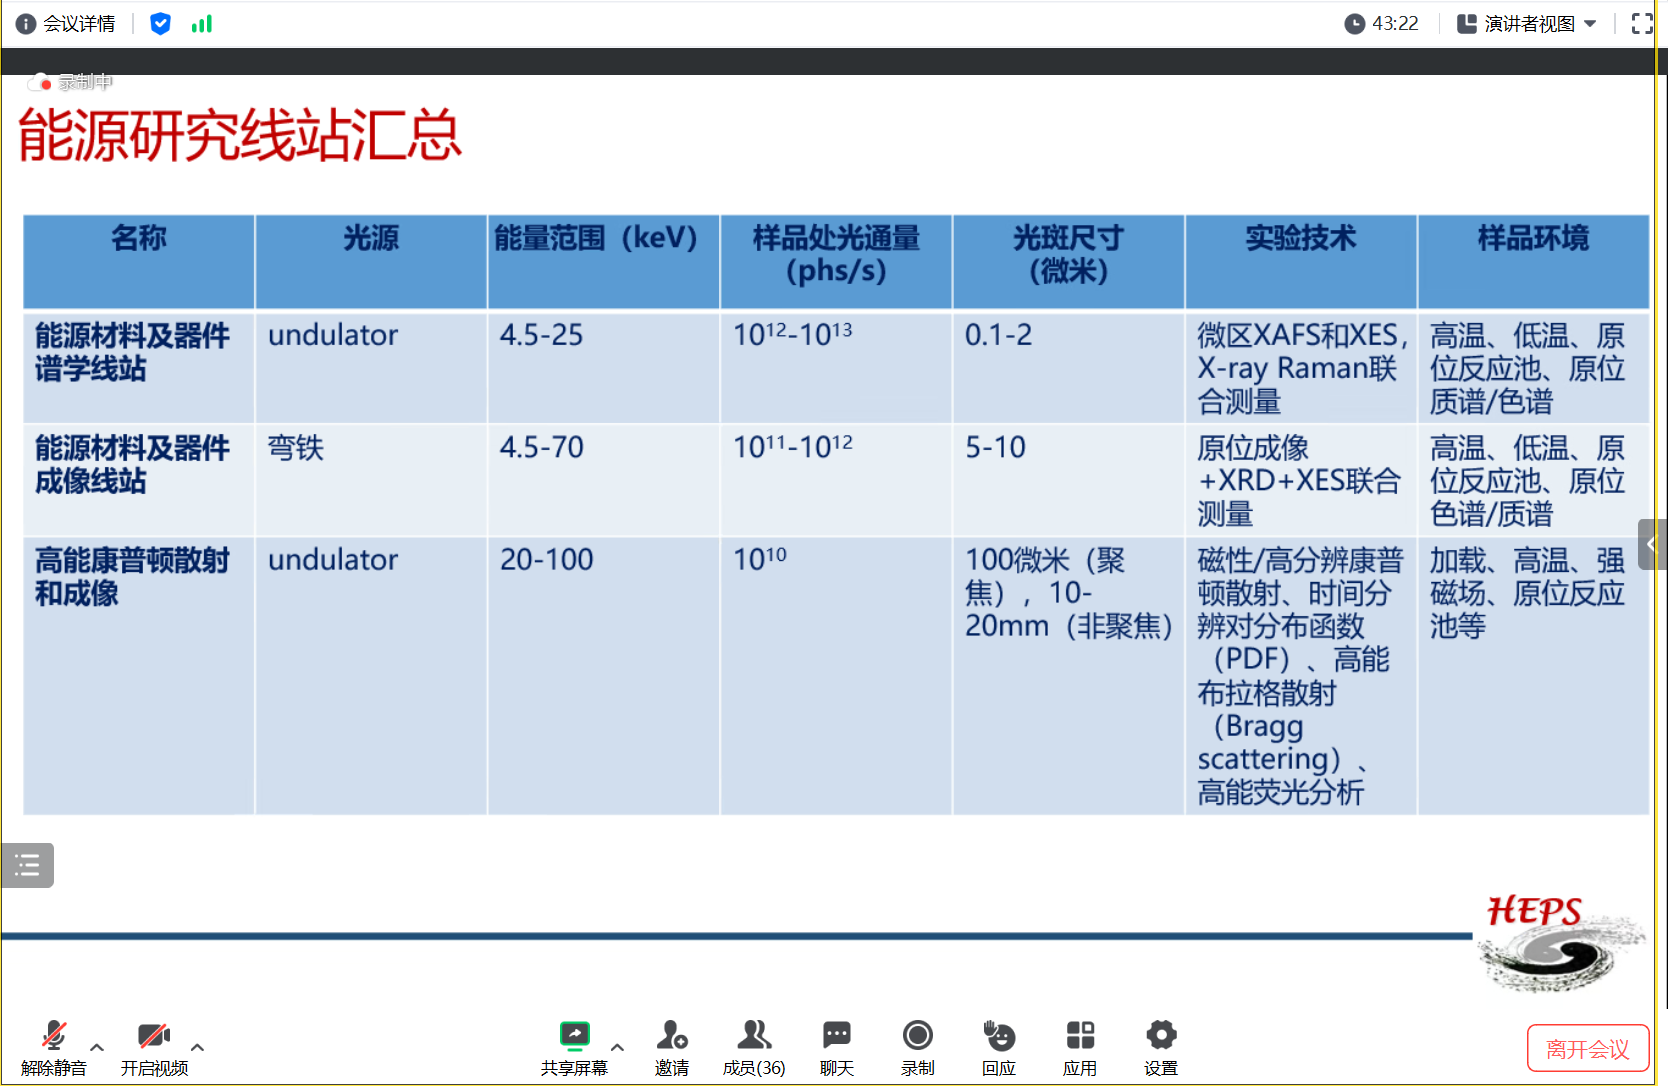 会议详情
43:22
演讲者视图
录制中
能源研究线站汇总
名称
光源
能量范围（keV）
样品处光通量
（phs/s）
光斑尺寸
（微米）
实验技术
样品环境
能源材料及器件
谱学线站
undulator
4.5-25
10¹²-10¹³
0.1-2
微区XAFS和XES，
X-ray Raman联
合测量
高温、低温、原
位反应池、原位
质谱/色谱
能源材料及器件
成像线站
弯铁
4.5-70
10¹¹-10¹²
5-10
原位成像
+XRD+XES联合
测量
高温、低温、原
位反应池、原位
色谱/质谱
高能康普顿散射
和成像
undulator
20-100
10¹⁰
100微米（聚
焦），10-
20mm（非聚焦）
磁性/高分辨康普
顿散射、时间分
辨对分布函数
（PDF）、高能
布拉格散射
（Bragg
scattering）、
高能荧光分析
加载、高温、强
磁场、原位反应
池等
HEPS
解除静音
开启视频
共享屏幕
邀请
成员(36)
聊天
录制
回应
应用
设置
离开会议